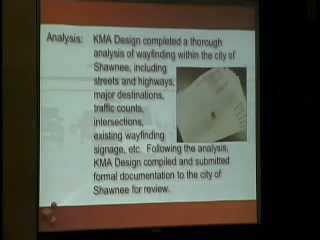 Analysis: KMA Design completed a thorough
analysis of wayfinding within the city of
Shawnee, including
streets and highways,
major destinations,
traffic counts,
intersections,
existing wayfinding
signage, etc. Following the analysis,
KMA Design compiled and submitted
formal documentation to the city of
Shawnee for review.